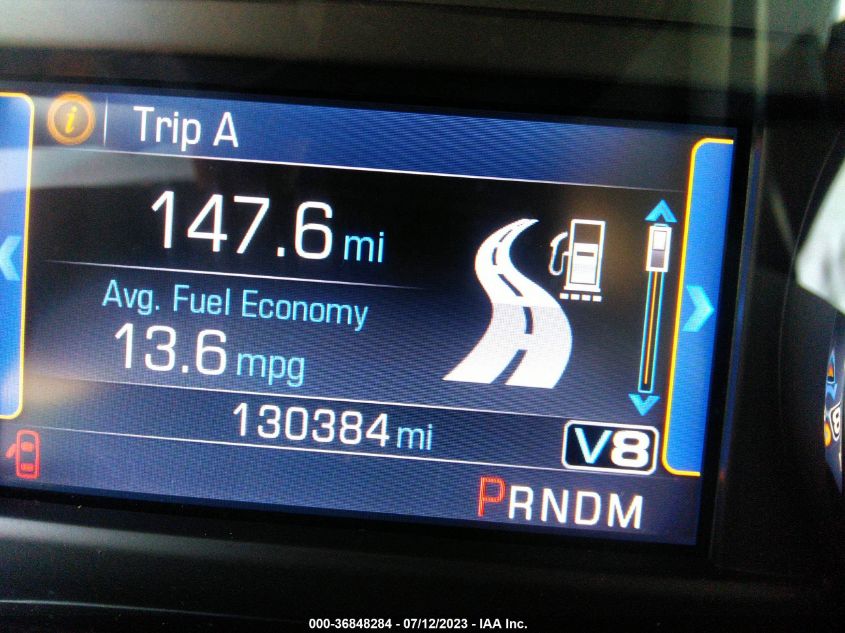 i Trip A
147.6 mi
Avg. Fuel Economy
13.6 mpg
130384 mi
V8
PRNDM
8
000-36848284 - 07/12/2023 - IAA Inc.